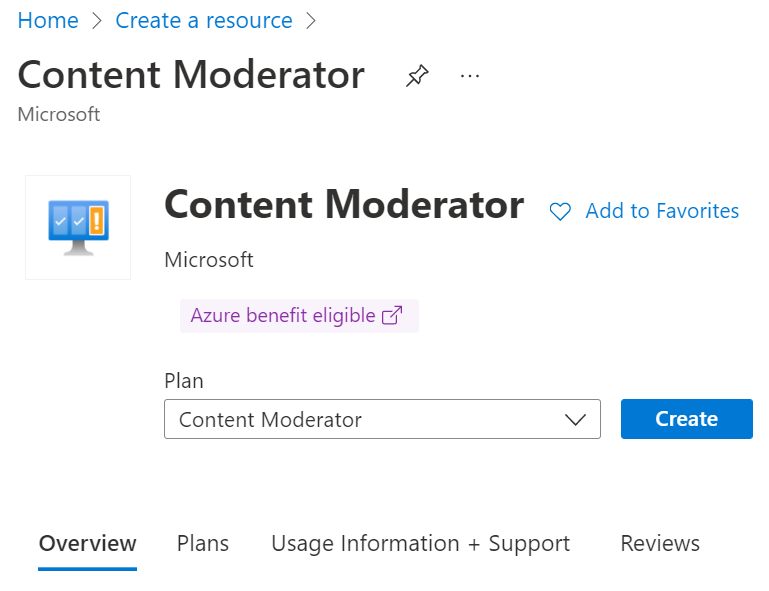 Home > Create a resource >
Content Moderator ...
Microsoft
Content Moderator Add to Favorites
Microsoft
Azure benefit eligible
Plan
Content Moderator Create
Overview Plans Usage Information + Support Reviews